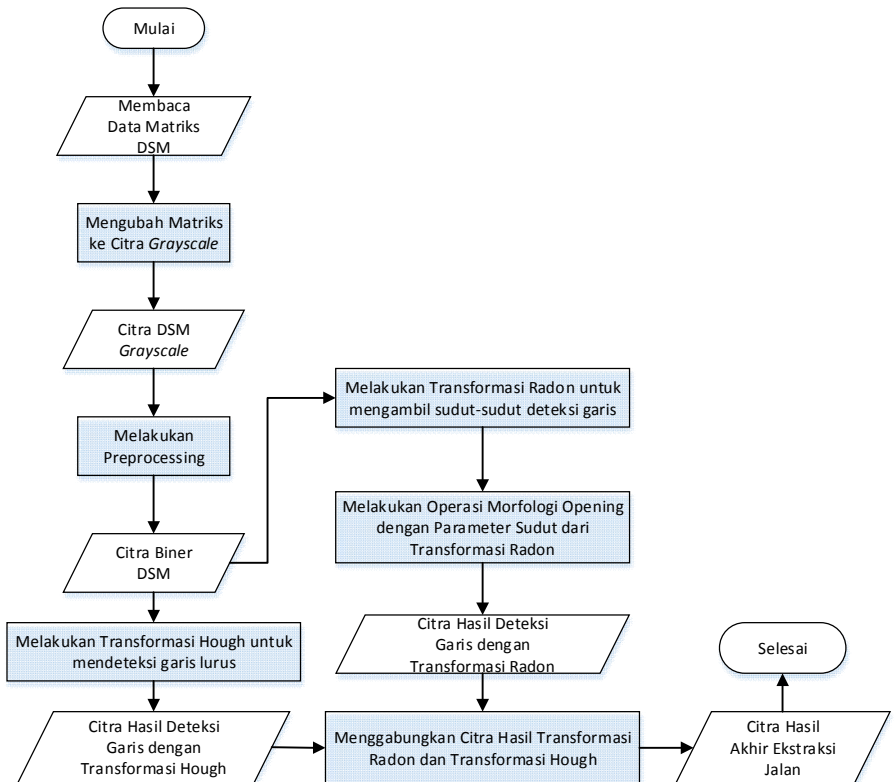 Mulai
Membaca
Data Matriks
DSM
Mengubah Matriks
ke Citra Grayscale
Citra DSM
Grayscale
Melakukan
Preprocessing
Citra Biner
DSM
Melakukan Transformasi Hough untuk
mendeteksi garis lurus
Citra Hasil Deteksi
Garis dengan
Transformasi Hough
Melakukan Transformasi Radon untuk
mengambil sudut-sudut deteksi garis
Melakukan Operasi Morfologi Opening
dengan Parameter Sudut dari
Transformasi Radon
Citra Hasil Deteksi
Garis dengan
Transformasi Radon
Menggabungkan Citra Hasil Transformasi
Radon dan Transformasi Hough
Citra Hasil
Akhir Ekstraksi
Jalan
Selesai